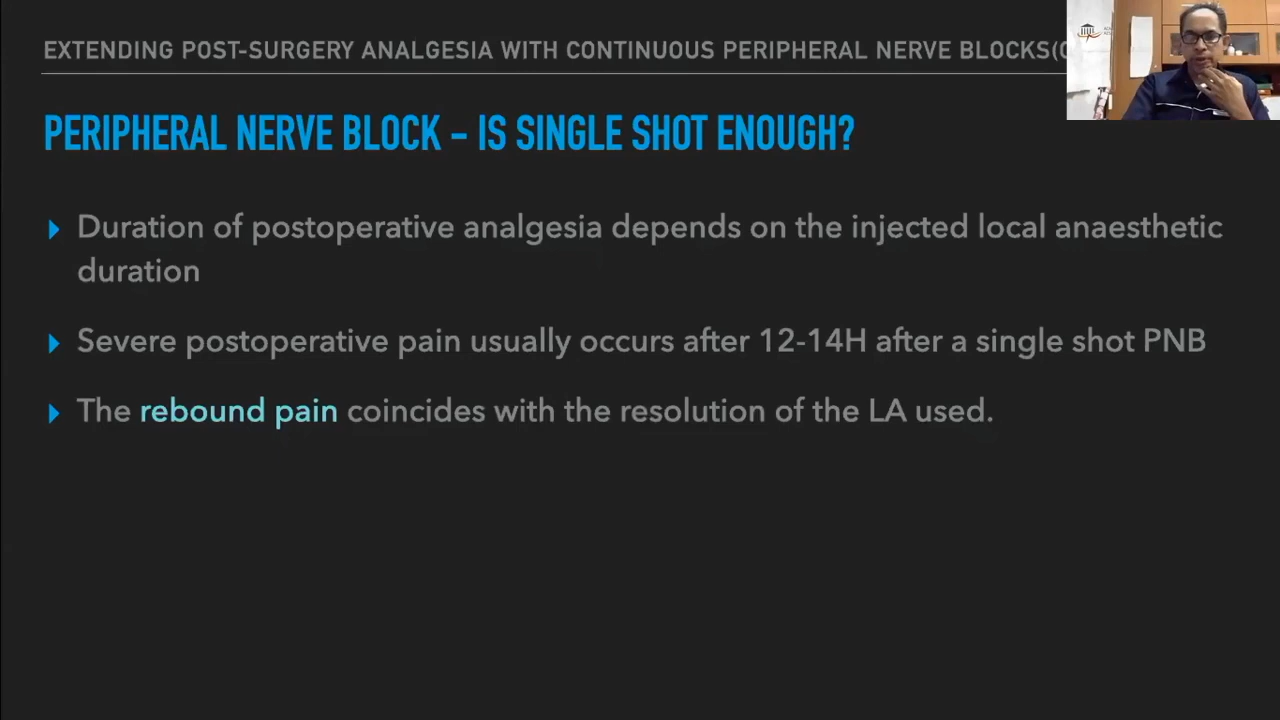 EXTENDING POST-SURGERY ANALGESIA WITH CONTINUOUS PERIPHERAL NERVE BLOCKS(
PERIPHERAL NERVE BLOCK - IS SINGLE SHOT ENOUGH?
Duration of postoperative analgesia depends on the injected local anaesthetic
duration
Severe postoperative pain usually occurs after 12-14H after a single shot PNB
The rebound pain coincides with the resolution of the LA used.